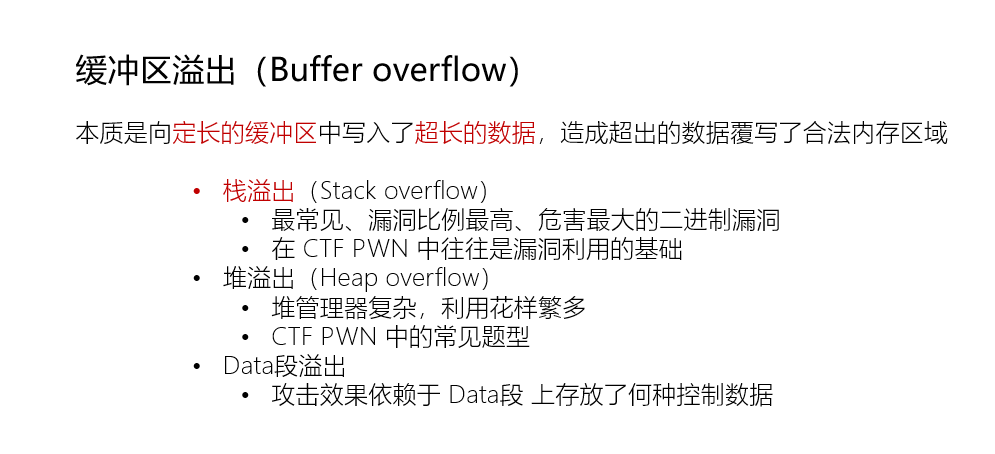 缓冲区溢出（Buffer overflow）
本质是向定长的缓冲区中写入了超长的数据，造成超出的数据覆写了合法内存区域
• 栈溢出（Stack overflow）
• 最常见、漏洞比例最高、危害最大的二进制漏洞
• 在 CTF PWN 中往往是漏洞利用的基础
• 堆溢出（Heap overflow）
• 堆管理器复杂，利用花样繁多
• CTF PWN 中的常见题型
• Data段溢出
• 攻击效果依赖于 Data段 上存放了何种控制数据